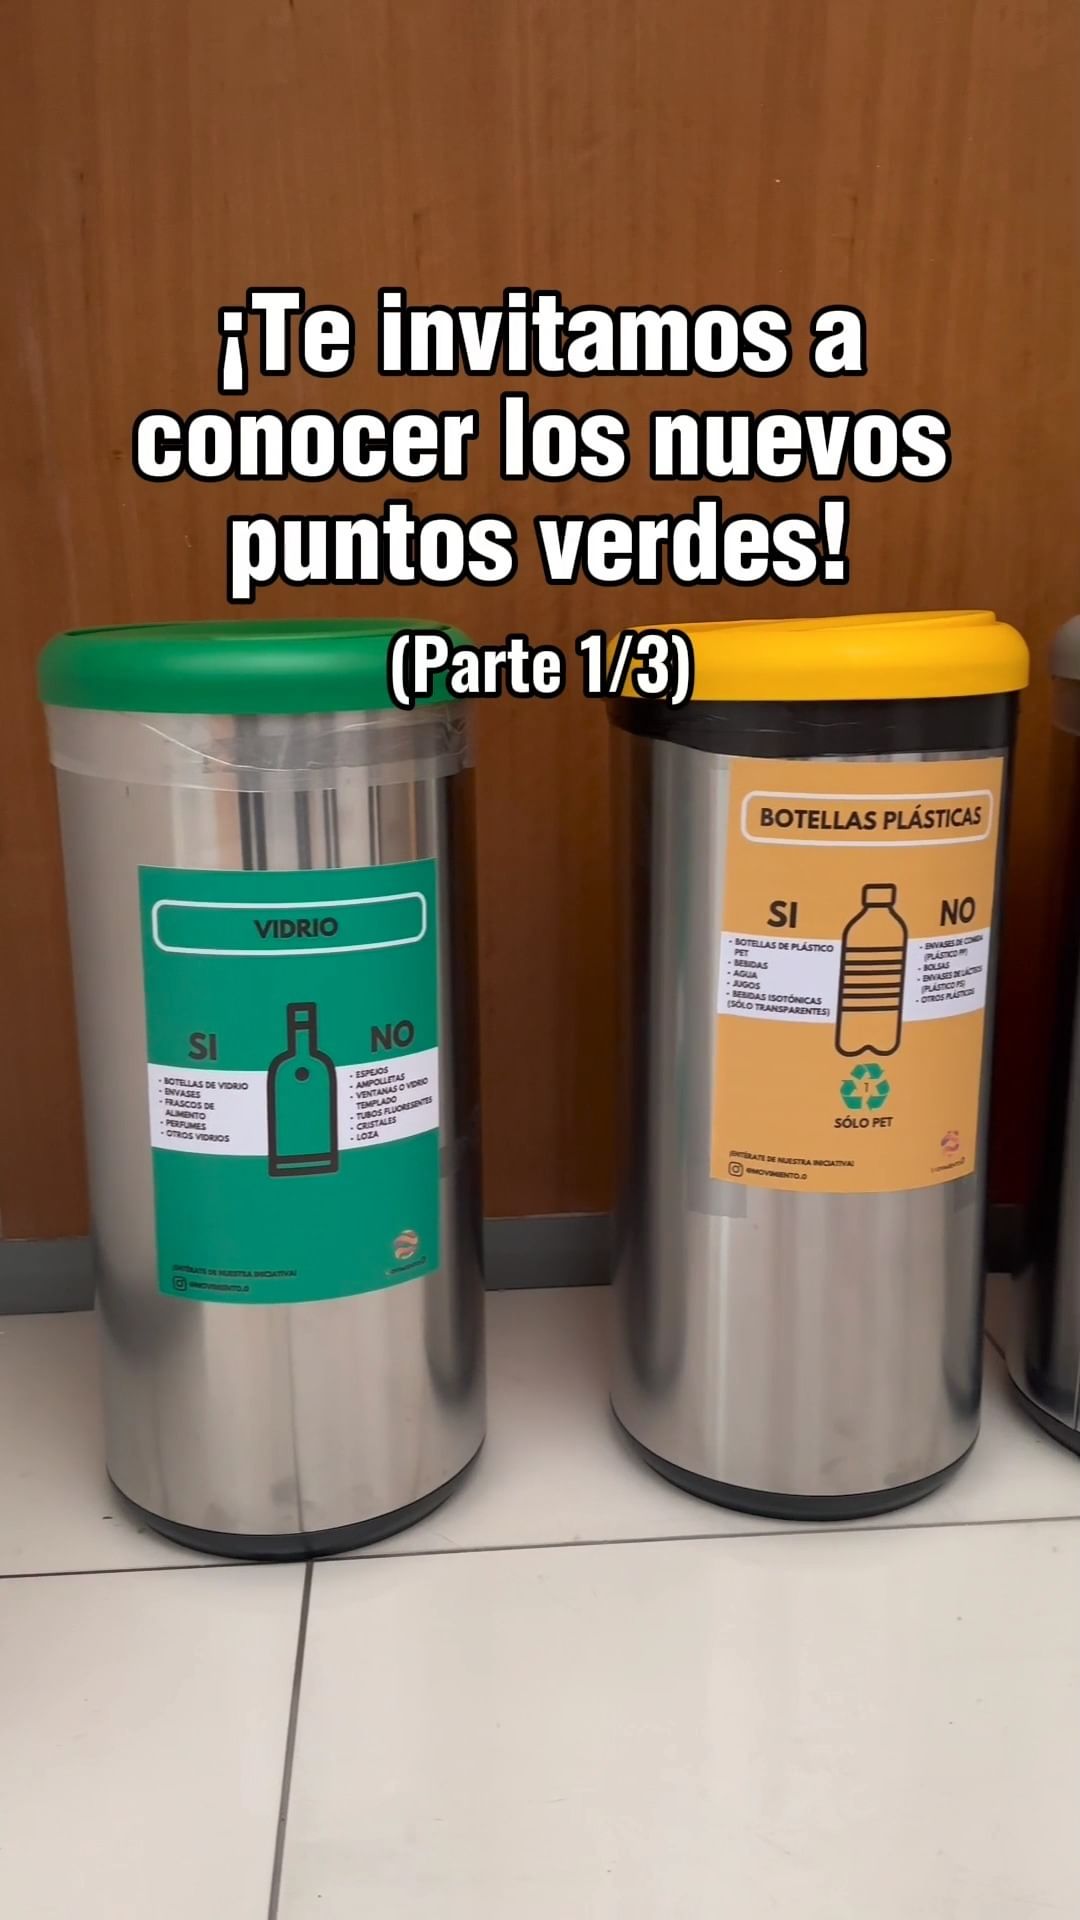 ¡Te invitamos a
conocer los nuevos
puntos verdes!
(Parte 1/3)
VIDRIO
SI
• BOTELLAS DE VIDRIO
• ENVASES
• FRASCOS DE
ALIMENTO
• PERFUMES
• OTROS VIDRIOS
NO
• ESPEJOS
• AMPOLLETAS
• VENTANAS O VIDRIO
TEMPLADO
• TUBOS FLUORESENTES
• CRISTALES
• LOZA
¡ENTÉRATE DE NUESTRA INICIATIVA!
@MOVIMIENTO.0
BOTELLAS PLÁSTICAS
SI
• BOTELLAS DE PLÁSTICO
PET
• BEBIDAS
• AGUA
• JUGOS
• BEBIDAS ISOTÓNICAS
(SÓLO TRANSPARENTES)
NO
• ENVASES DE COMIDA
(PLÁSTICO PP)
• BOLSAS
• ENVASES DE LÁCTEOS
(PLÁSTICO PS)
• OTROS PLÁSTICOS
1
SÓLO PET
¡ENTÉRATE DE NUESTRA INICIATIVA!
@MOVIMIENTO.0